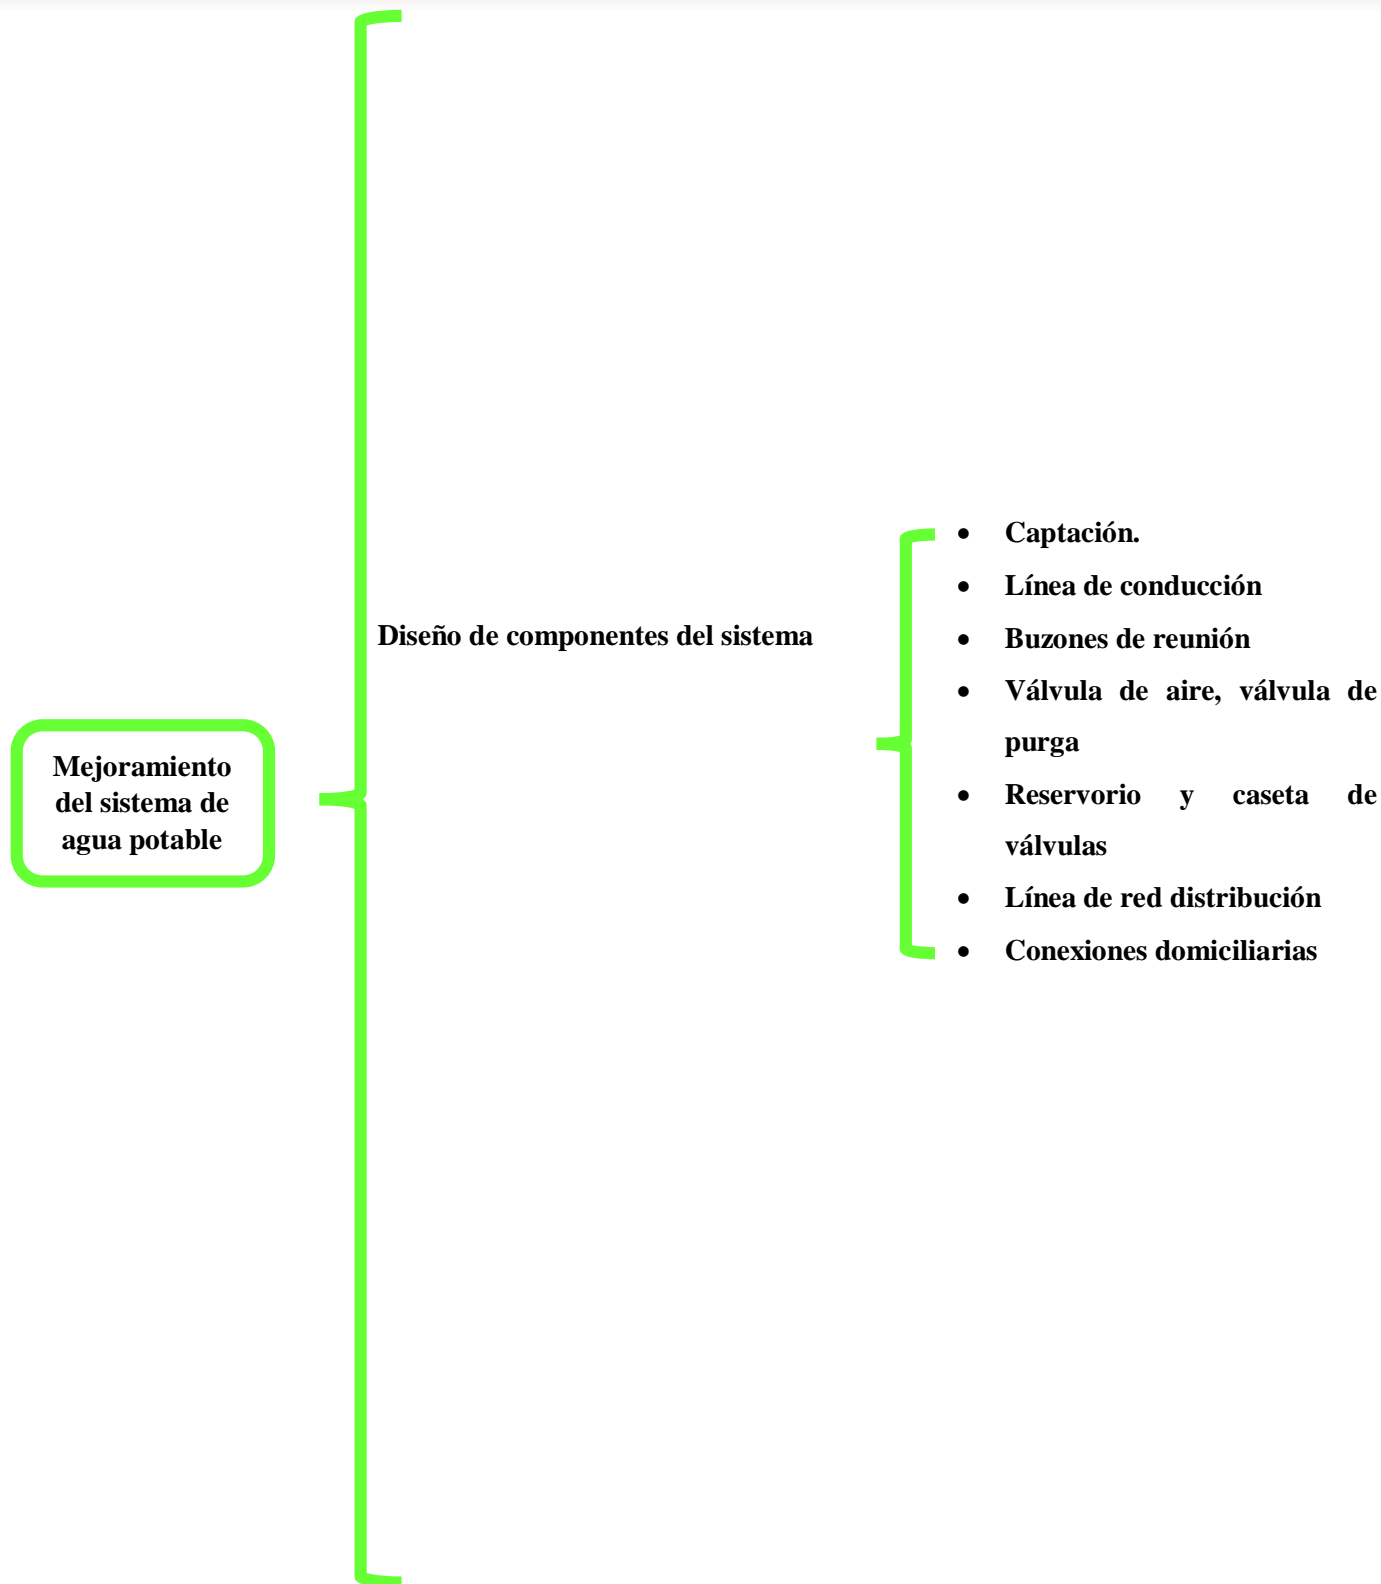 Mejoramiento
del sistema de
agua potable
Diseño de componentes del sistema
• Captación.
• Línea de conducción
• Buzones de reunión
• Válvula de aire, válvula de
purga
• Reservorio y caseta de
válvulas
• Línea de red distribución
• Conexiones domiciliarias